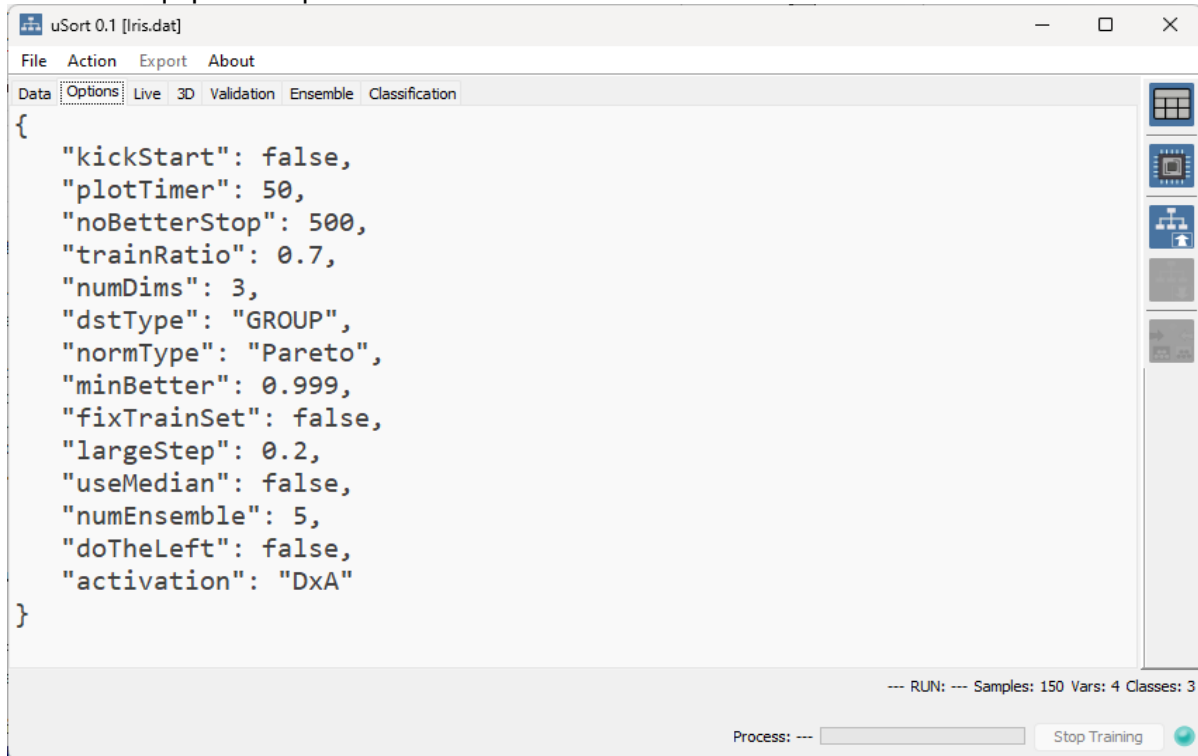 uSort 0.1 [Iris.dat]
File Action Export About
Data Options Live 3D Validation Ensemble Classification
{
    "kickStart": false,
    "plotTimer": 50,
    "noBetterStop": 500,
    "trainRatio": 0.7,
    "numDims": 3,
    "dstType": "GROUP",
    "normType": "Pareto",
    "minBetter": 0.999,
    "fixTrainSet": false,
    "largeStep": 0.2,
    "useMedian": false,
    "numEnsemble": 5,
    "doTheLeft": false,
    "activation": "DxA"
}
--- RUN: --- Samples: 150 Vars: 4 Classes: 3
Process: --- Stop Training